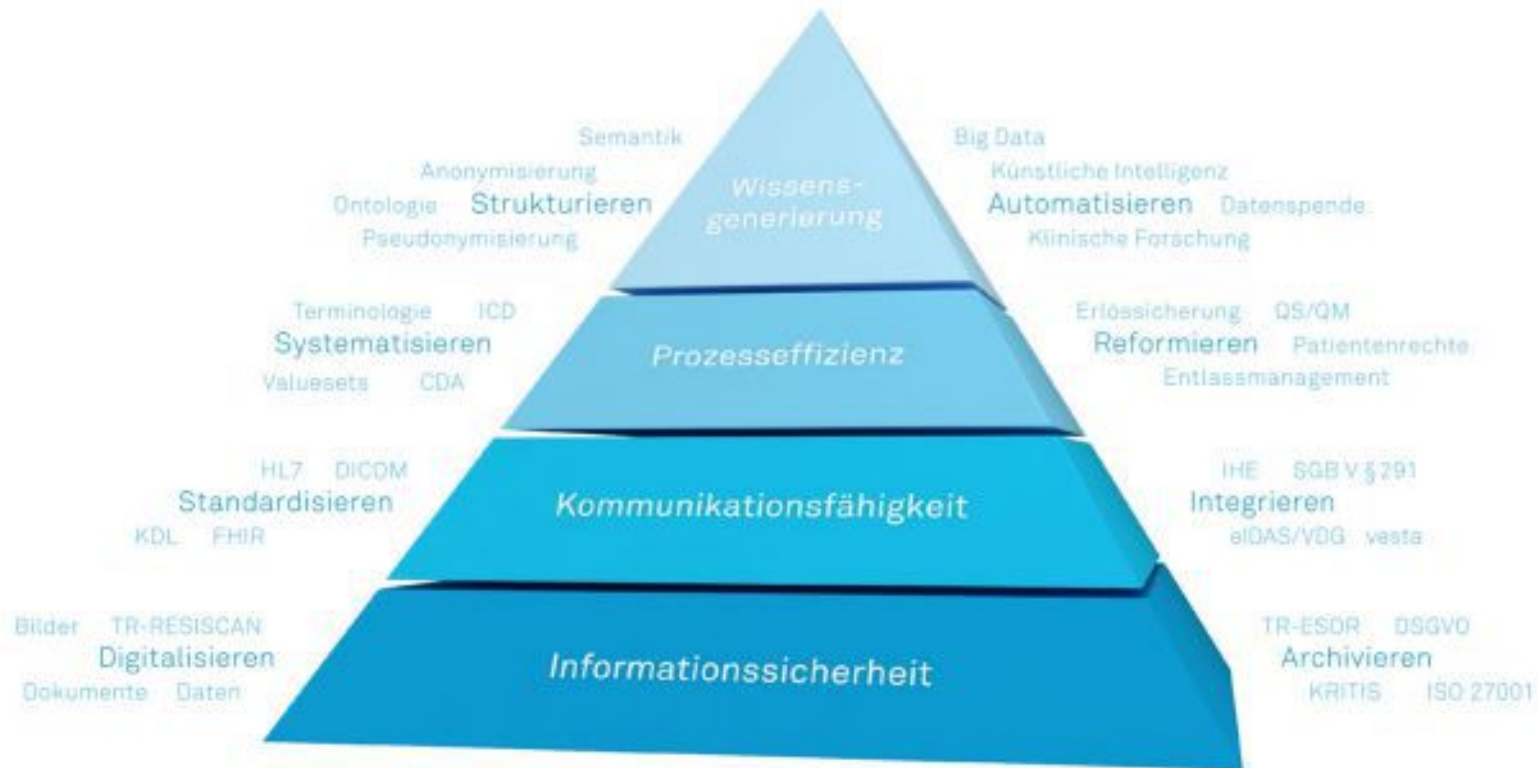 Semantik
Anonymisierung
Ontologie Strukturieren
Pseudonymisierung
Wissens-
generierung
Big Data
Künstliche Intelligenz
Automatisieren Datenspende
Klinische Forschung
Terminologie ICD
Systematisieren
Valuesets CDA
Prozesseffizienz
Erlössicherung QS/QM
Reformieren Patientenrechte
Entlassmanagement
HL7 DICOM
Standardisieren
KDL FHIR
Kommunikationsfähigkeit
IHE SGB V § 291
Integrieren
eIDAS/VDG vesta
Bilder TR-RESISCAN
Digitalisieren
Dokumente Daten
Informationssicherheit
TR-ESOR DSGVO
Archivieren
KRITIS ISO 27001